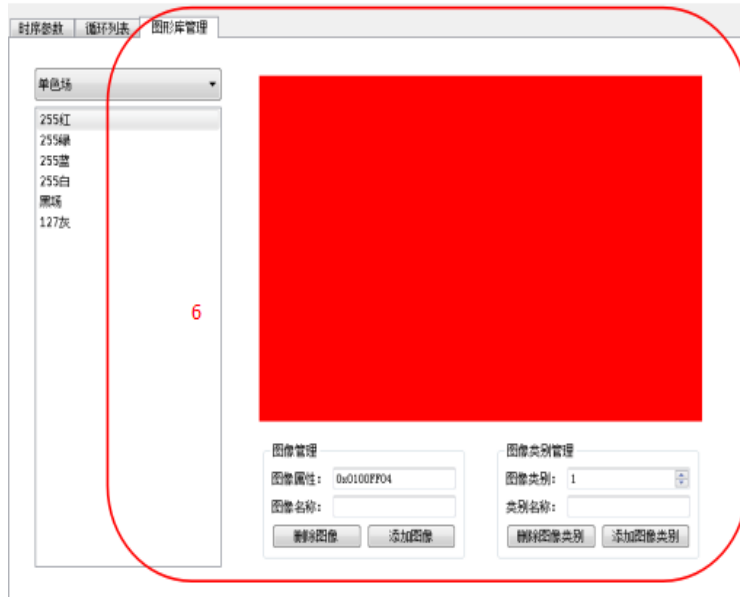 时序参数 循环列表 图形库管理
单色场
255红
255绿
255蓝
255白
黑场
127灰
6
图像管理 图像类别管理
图像属性: 0x0100FF04 图像类别: 1
图像名称: 类别名称:
删除图像 添加图像 删除图像类别 添加图像类别